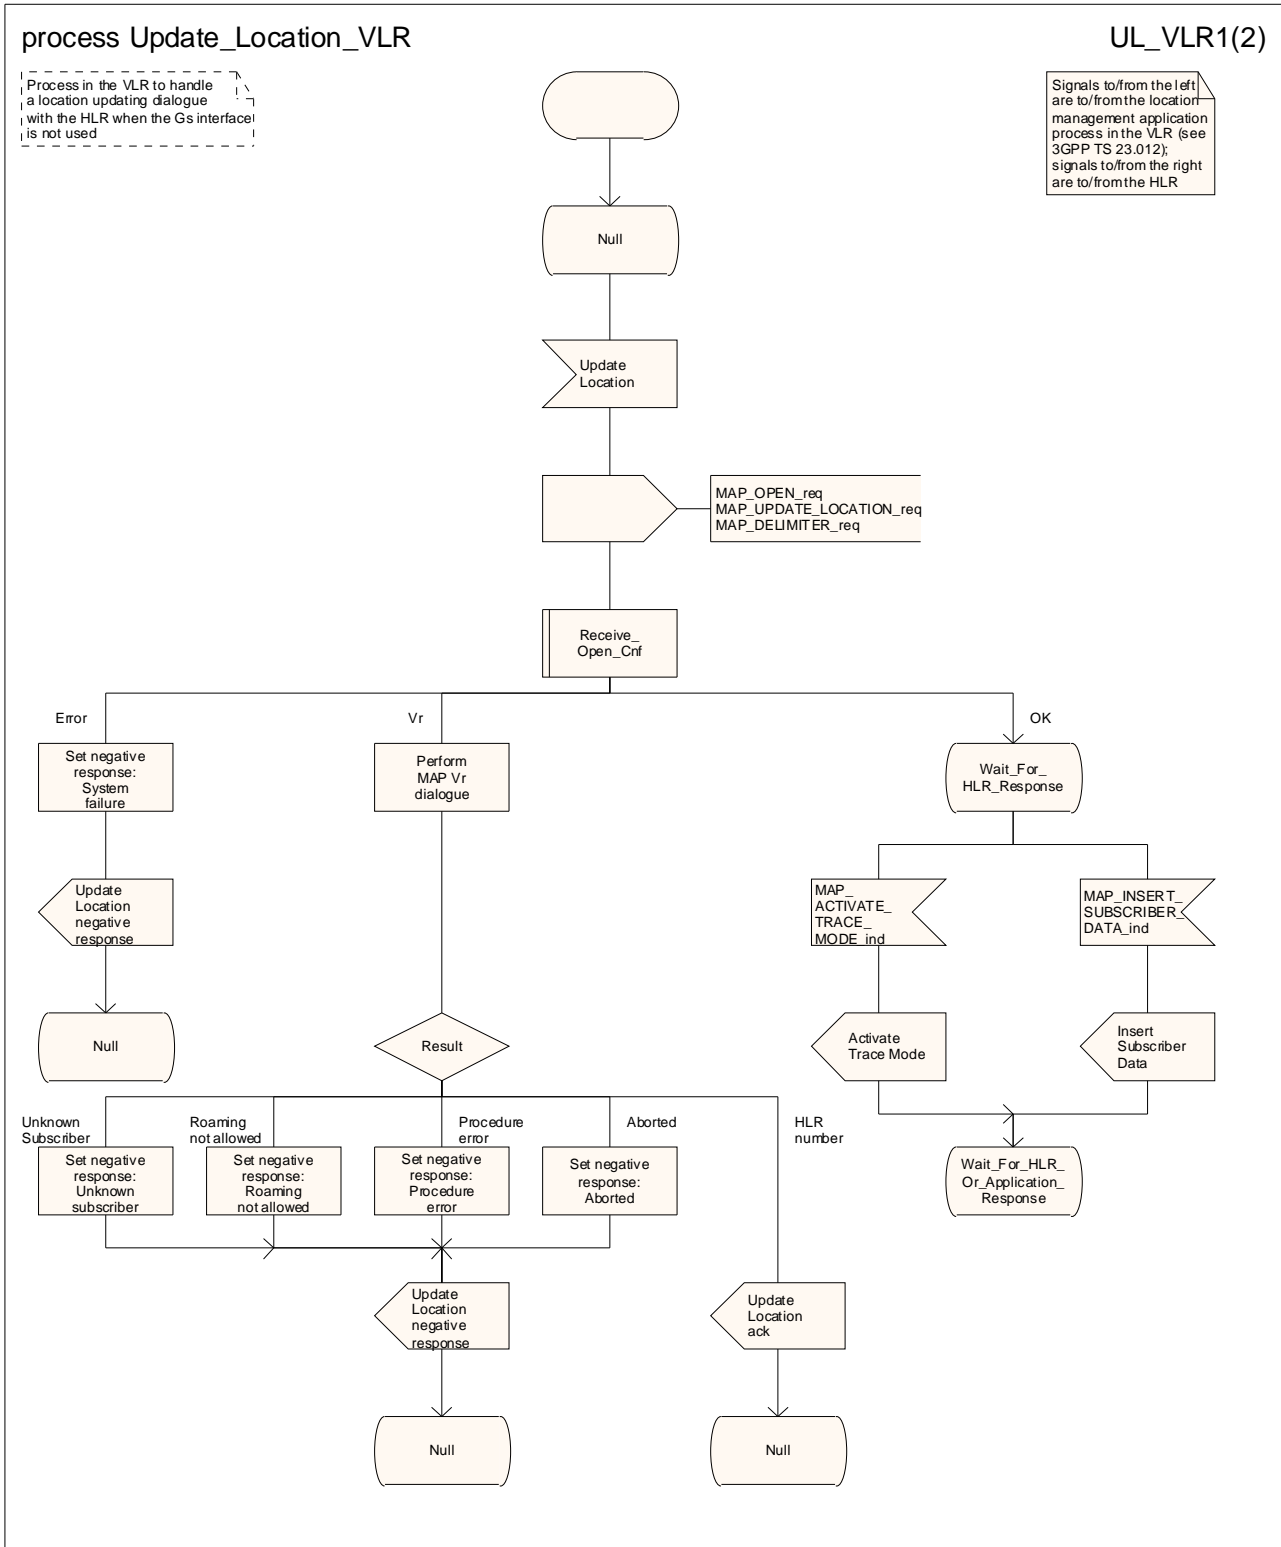 process Update_Location_VLR
UL_VLR1(2)
Process in the VLR to handle
a location updating dialogue
with the HLR when the Gs interface
is not used
Signals to/from the left
are to/from the location
management application
process in the VLR (see
3GPP TS 23.012);
signals to/from the right
are to/from the HLR
Null
Update
Location
MAP_OPEN_req
MAP_UPDATE_LOCATION_req
MAP_DELIMITER_req
Receive_
Open_Cnf
Error
Vr
OK
Set negative
response:
System
failure
Perform
MAP Vr
dialogue
Wait_For_
HLR_Response
Update
Location
negative
response
MAP_
ACTIVATE_
TRACE_
MODE_ind
MAP_INSERT_
SUBSCRIBER_
DATA_ind
Null
Result
Activate
Trace Mode
Insert
Subscriber
Data
Unknown
Subscriber
Roaming
not allowed
Procedure
error
Aborted
HLR
number
Set negative
response:
Unknown
subscriber
Set negative
response:
Roaming
not allowed
Set negative
response:
Procedure
error
Set negative
response:
Aborted
Wait_For_HLR_
Or_Application_
Response
Update
Location
negative
response
Update
Location
ack
Null
Null